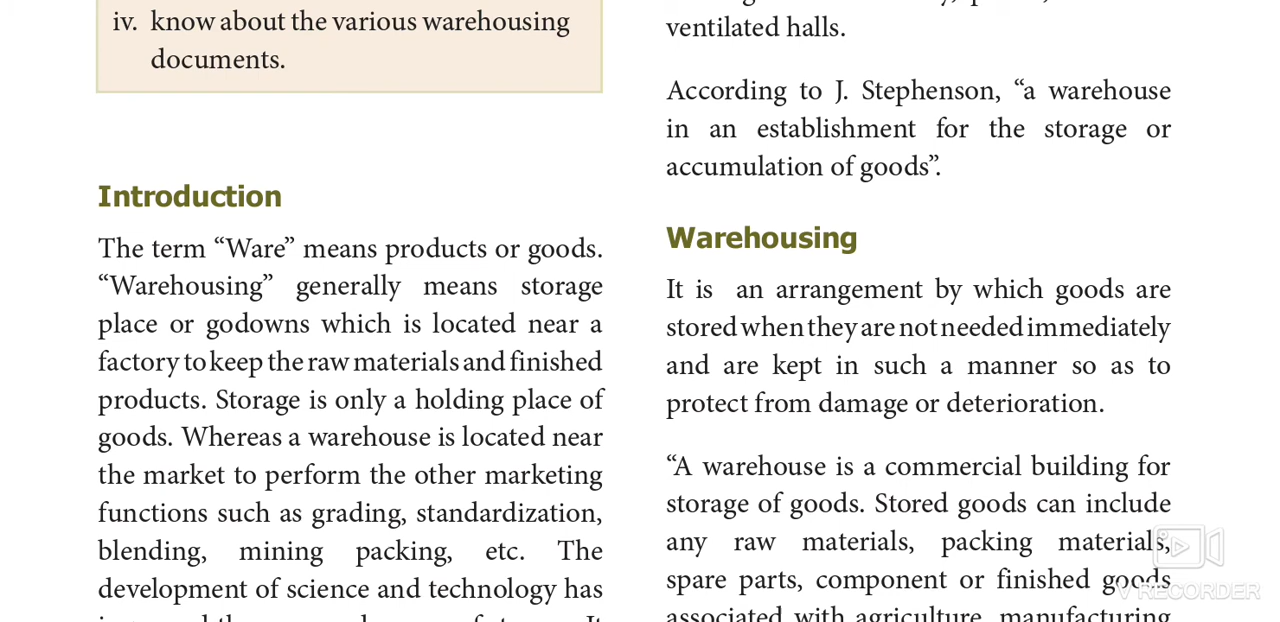 iv. know about the various warehousing
documents.
Introduction
The term “Ware” means products or goods.
“Warehousing” generally means storage
place or godowns which is located near a
factory to keep the raw materials and finished
products. Storage is only a holding place of
goods. Whereas a warehouse is located near
the market to perform the other marketing
functions such as grading, standardization,
blending, mining packing, etc. The
development of science and technology has
ventilated halls.
According to J. Stephenson, “a warehouse
in an establishment for the storage or
accumulation of goods”.
Warehousing
It is an arrangement by which goods are
stored when they are not needed immediately
and are kept in such a manner so as to
protect from damage or deterioration.
“A warehouse is a commercial building for
storage of goods. Stored goods can include
any raw materials, packing materials,
spare parts, component or finished goods
associated with agriculture, manufacturing
V RECORDER